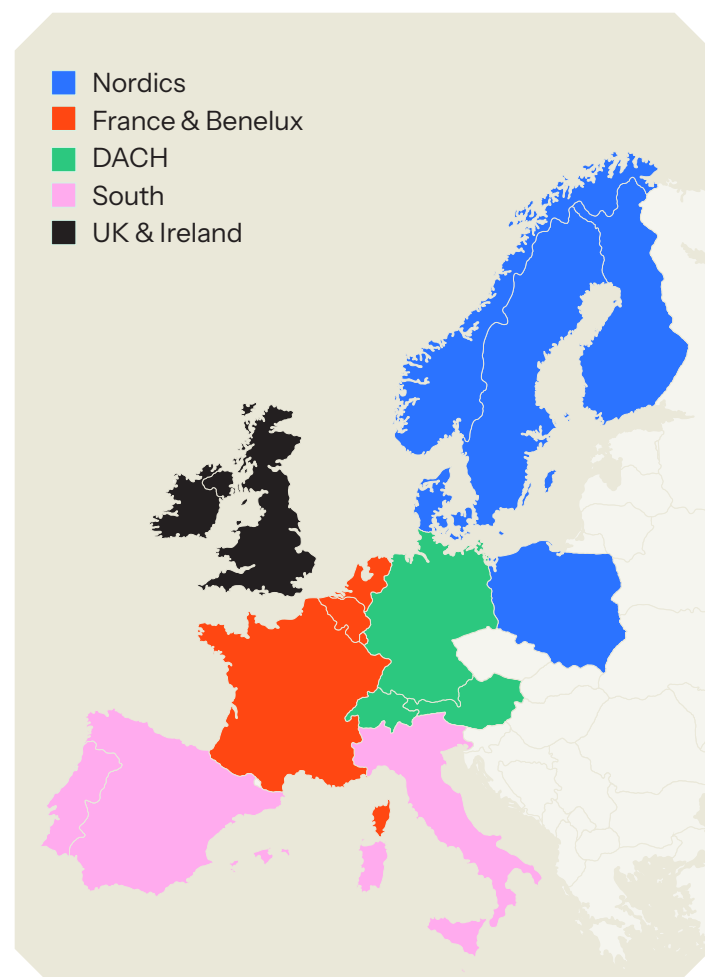 Nordics
France & Benelux
DACH
South
UK & Ireland